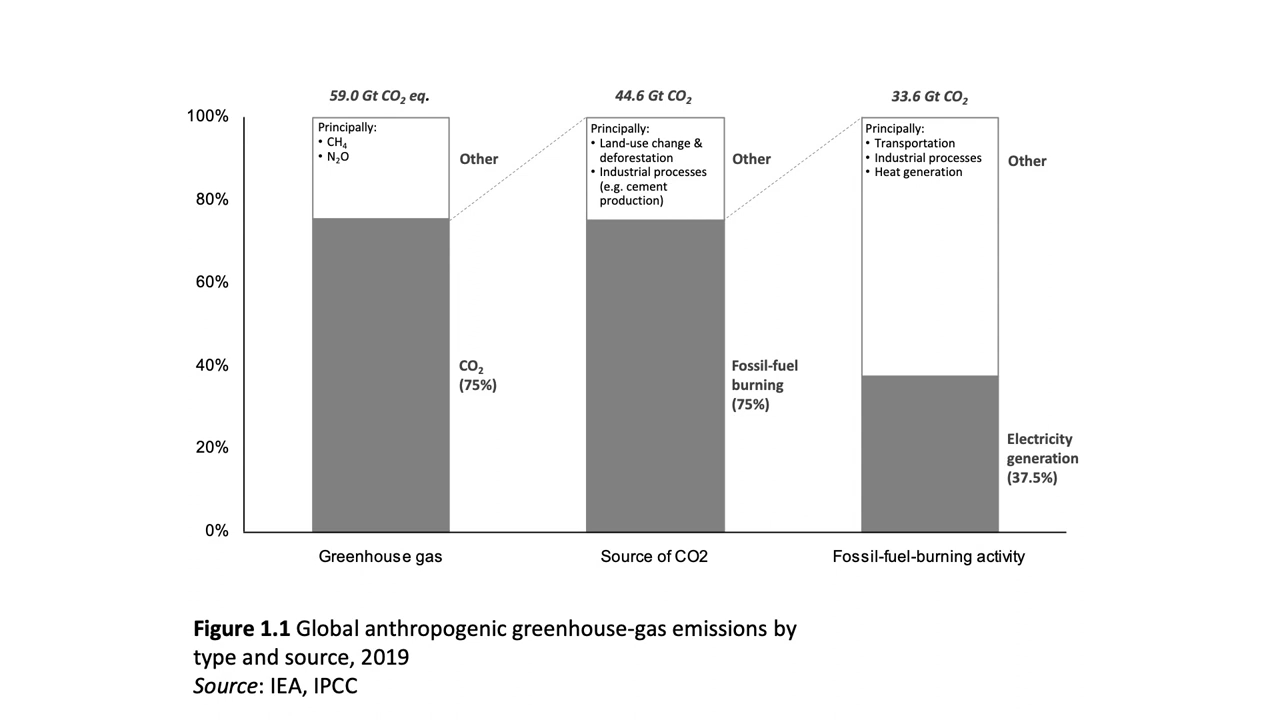 59.0 Gt CO₂ eq.
44.6 Gt CO₂
33.6 Gt CO₂
100%
80%
60%
40%
20%
0%
Principally:
• CH₄
• N₂O
Other
CO₂
(75%)
Principally:
• Land-use change &
deforestation
• Industrial processes
(e.g. cement
production)
Other
Fossil-fuel
burning
(75%)
Principally:
• Transportation
• Industrial processes
• Heat generation
Other
Electricity
generation
(37.5%)
Greenhouse gas
Source of CO2
Fossil-fuel-burning activity
Figure 1.1 Global anthropogenic greenhouse-gas emissions by
type and source, 2019
Source: IEA, IPCC